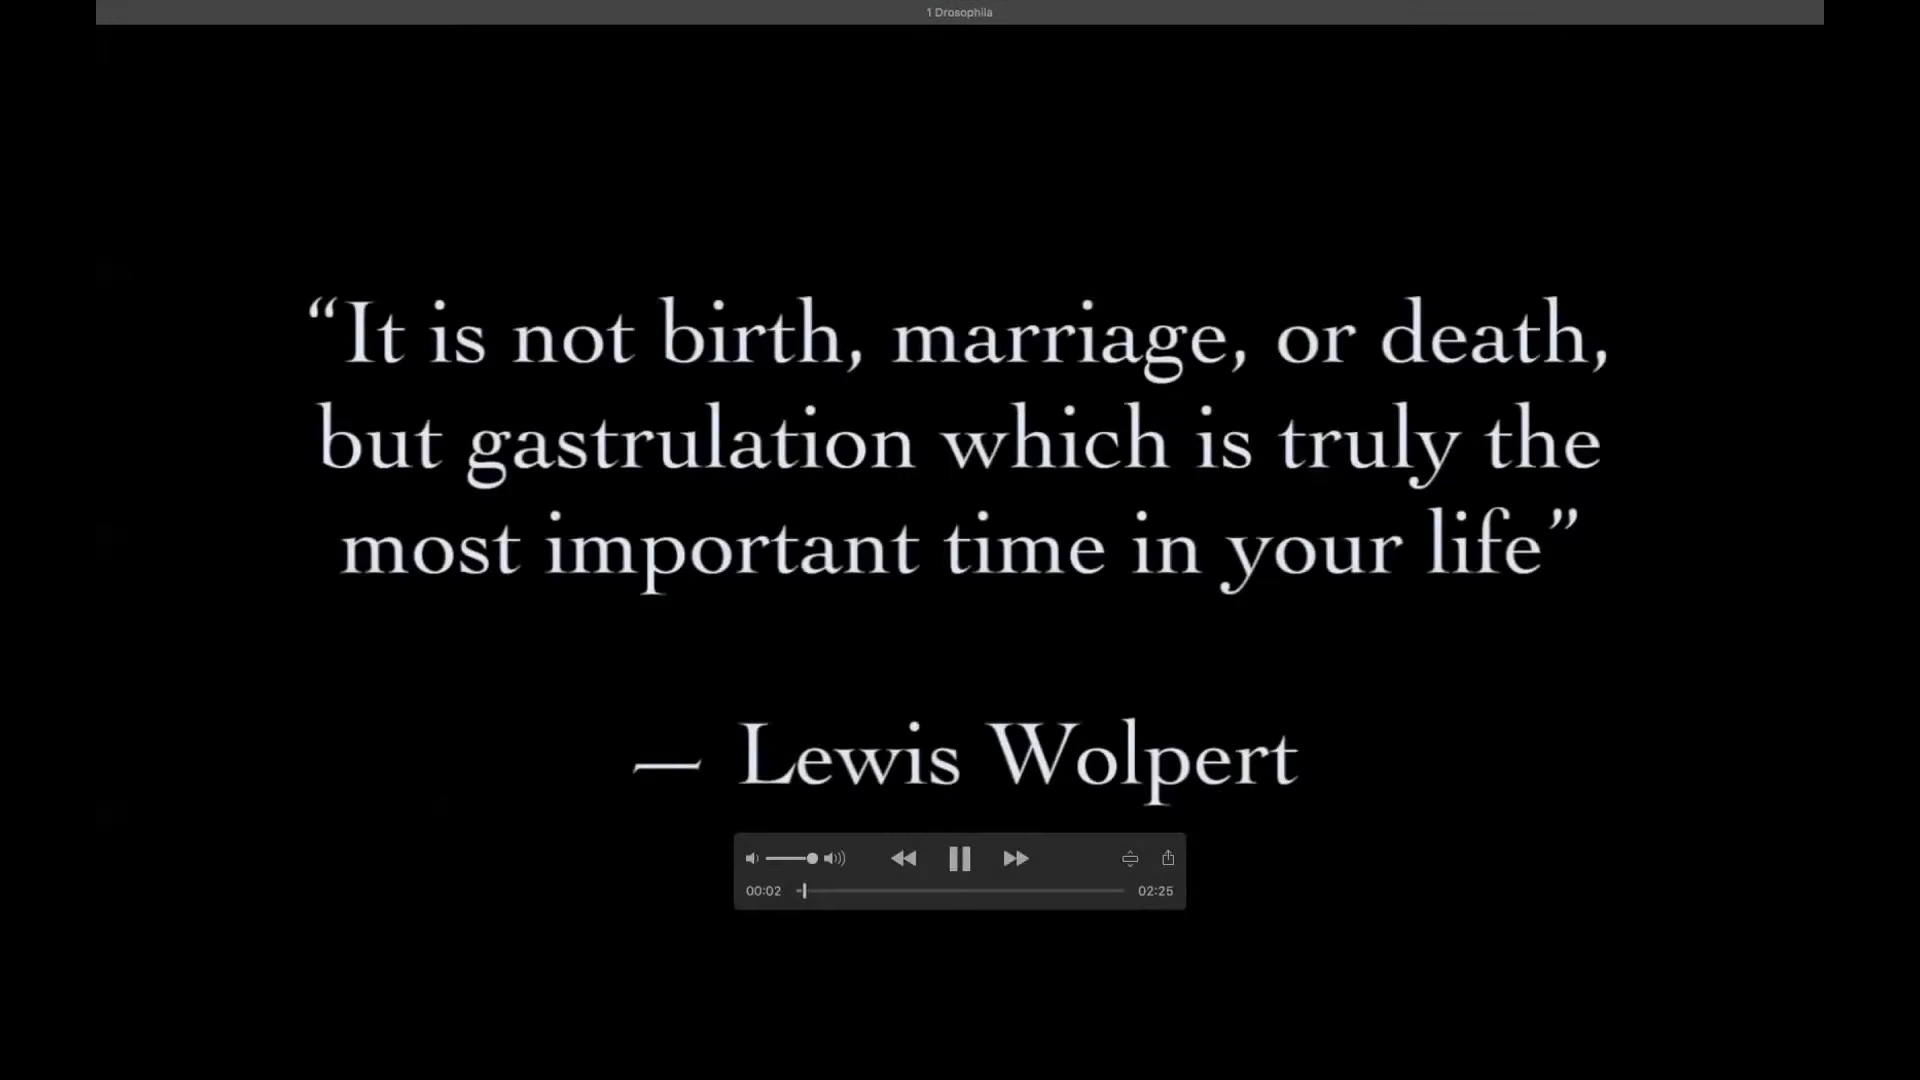 1 Drosophila
“It is not birth, marriage, or death,
but gastrulation which is truly the
most important time in your life”
— Lewis Wolpert
00:02 02:25